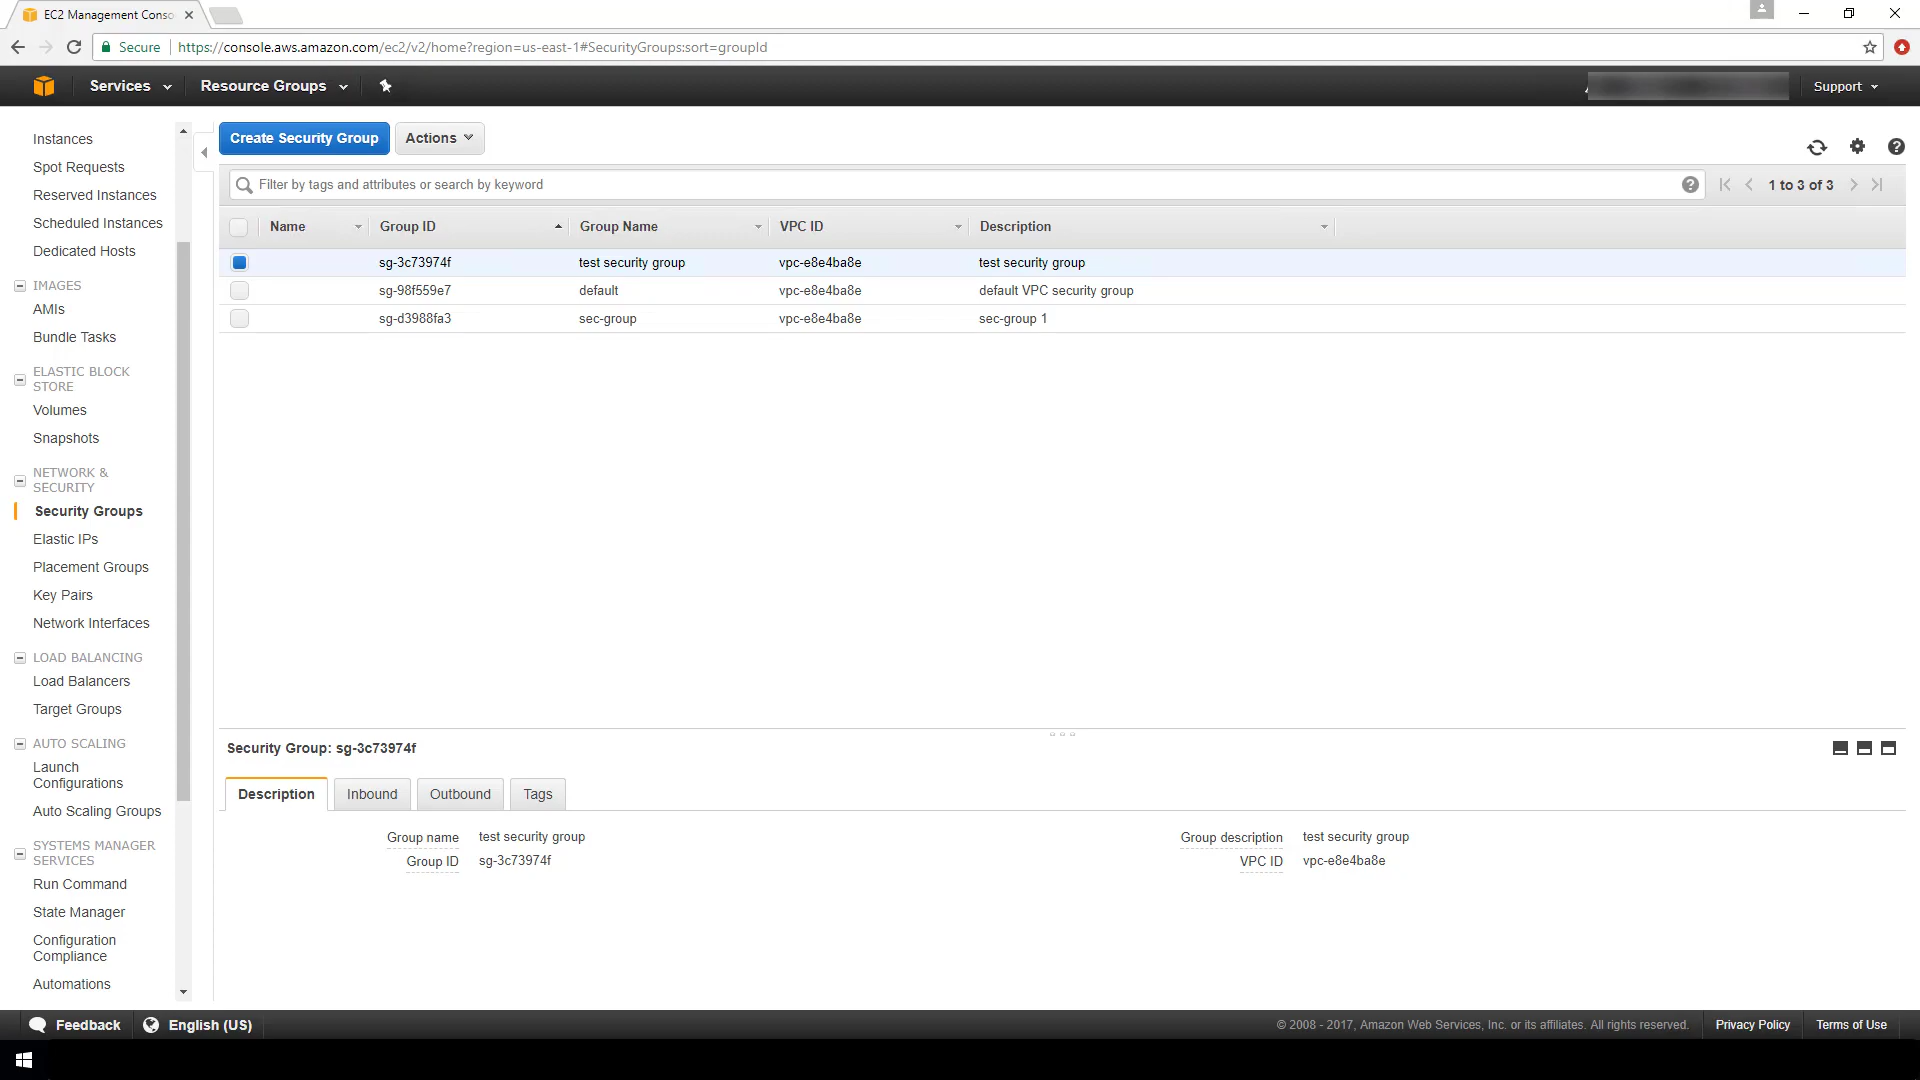 EC2 Management Conso
Secure
https://console.aws.amazon.com/ec2/v2/home?region=us-east-1#SecurityGroups:sort=groupId
Services
Resource Groups
Support
Instances
Spot Requests
Reserved Instances
Scheduled Instances
Dedicated Hosts
IMAGES
AMIs
Bundle Tasks
ELASTIC BLOCK
STORE
Volumes
Snapshots
NETWORK &
SECURITY
Security Groups
Elastic IPs
Placement Groups
Key Pairs
Network Interfaces
LOAD BALANCING
Load Balancers
Target Groups
AUTO SCALING
Launch
Configurations
Auto Scaling Groups
SYSTEMS MANAGER
SERVICES
Run Command
State Manager
Configuration
Compliance
Automations
Create Security Group
Actions
Filter by tags and attributes or search by keyword
1 to 3 of 3
Name Group ID Group Name VPC ID Description
sg-3c73974f test security group vpc-e8e4ba8e test security group
sg-98f559e7 default vpc-e8e4ba8e default VPC security group
sg-d3988fa3 sec-group vpc-e8e4ba8e sec-group 1
Security Group: sg-3c73974f
Description Inbound Outbound Tags
Group name test security group
Group ID sg-3c73974f
Group description test security group
VPC ID vpc-e8e4ba8e
Feedback
English (US)
© 2008 - 2017, Amazon Web Services, Inc. or its affiliates. All rights reserved.
Privacy Policy
Terms of Use